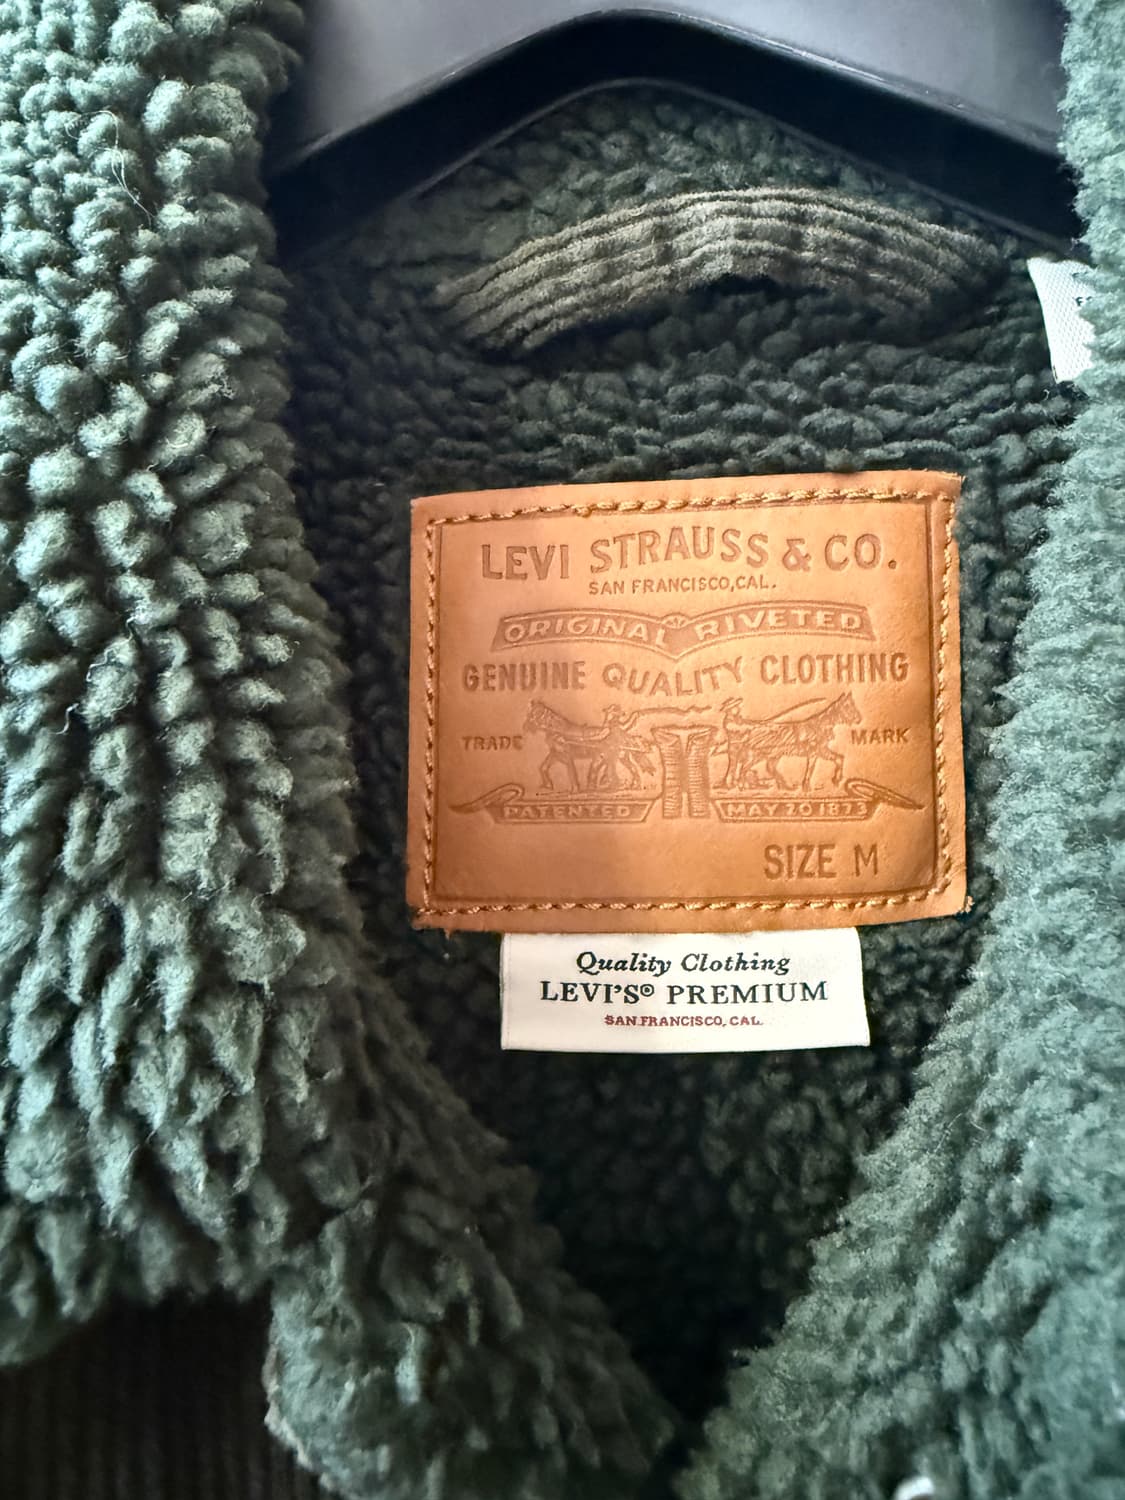 LEVI STRAUSS & CO.
SAN FRANCISCO, CAL.
ORIGINAL RIVETED
GENUINE QUALITY CLOTHING
TRADE MARK
PATENTED MAY 20 1873
SIZE M
Quality Clothing
LEVI'S® PREMIUM
SAN FRANCISCO, CAL.